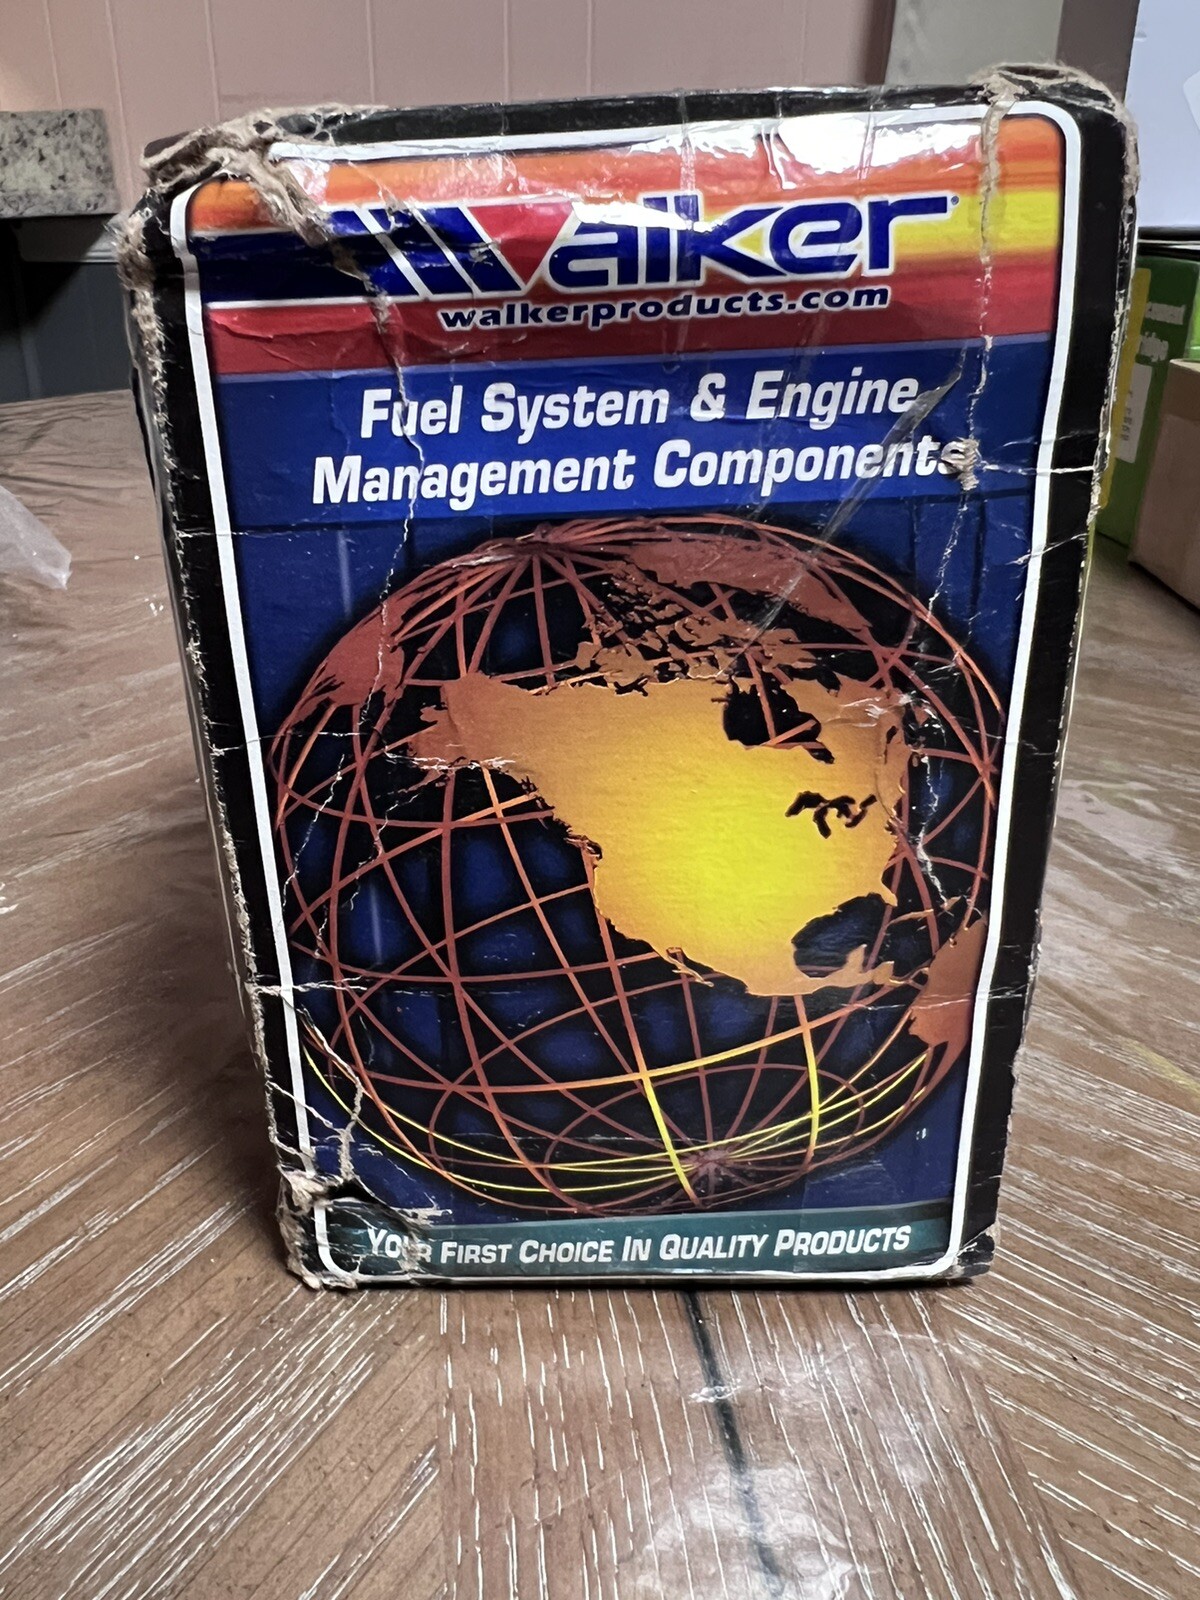 Walker
walkerproducts.com
Fuel System & Engine
Management Components
YOUR FIRST CHOICE IN QUALITY PRODUCTS